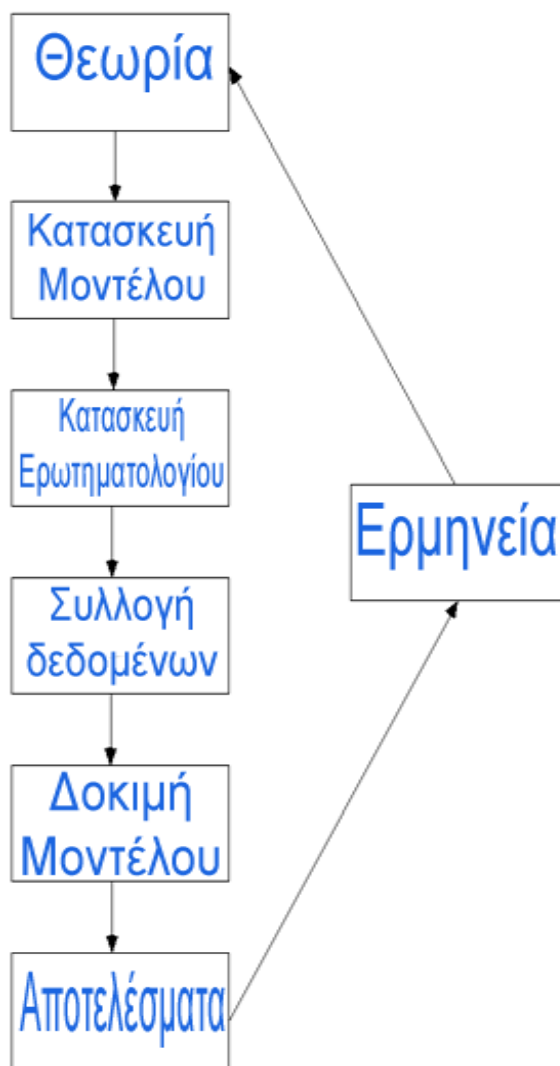 Θεωρία
Κατασκευή
Μοντέλου
Κατασκευή
Ερωτηματολογίου
Συλλογή
δεδομένων
Δοκιμή
Μοντέλου
Αποτελέσματα
Ερμηνεία